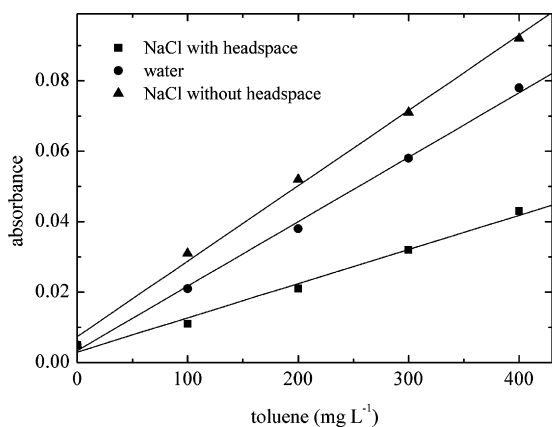 NaCl with headspace
water
NaCl without headspace
absorbance
0.08
0.06
0.04
0.02
0.00
0 100 200 300 400
toluene (mg L⁻¹)